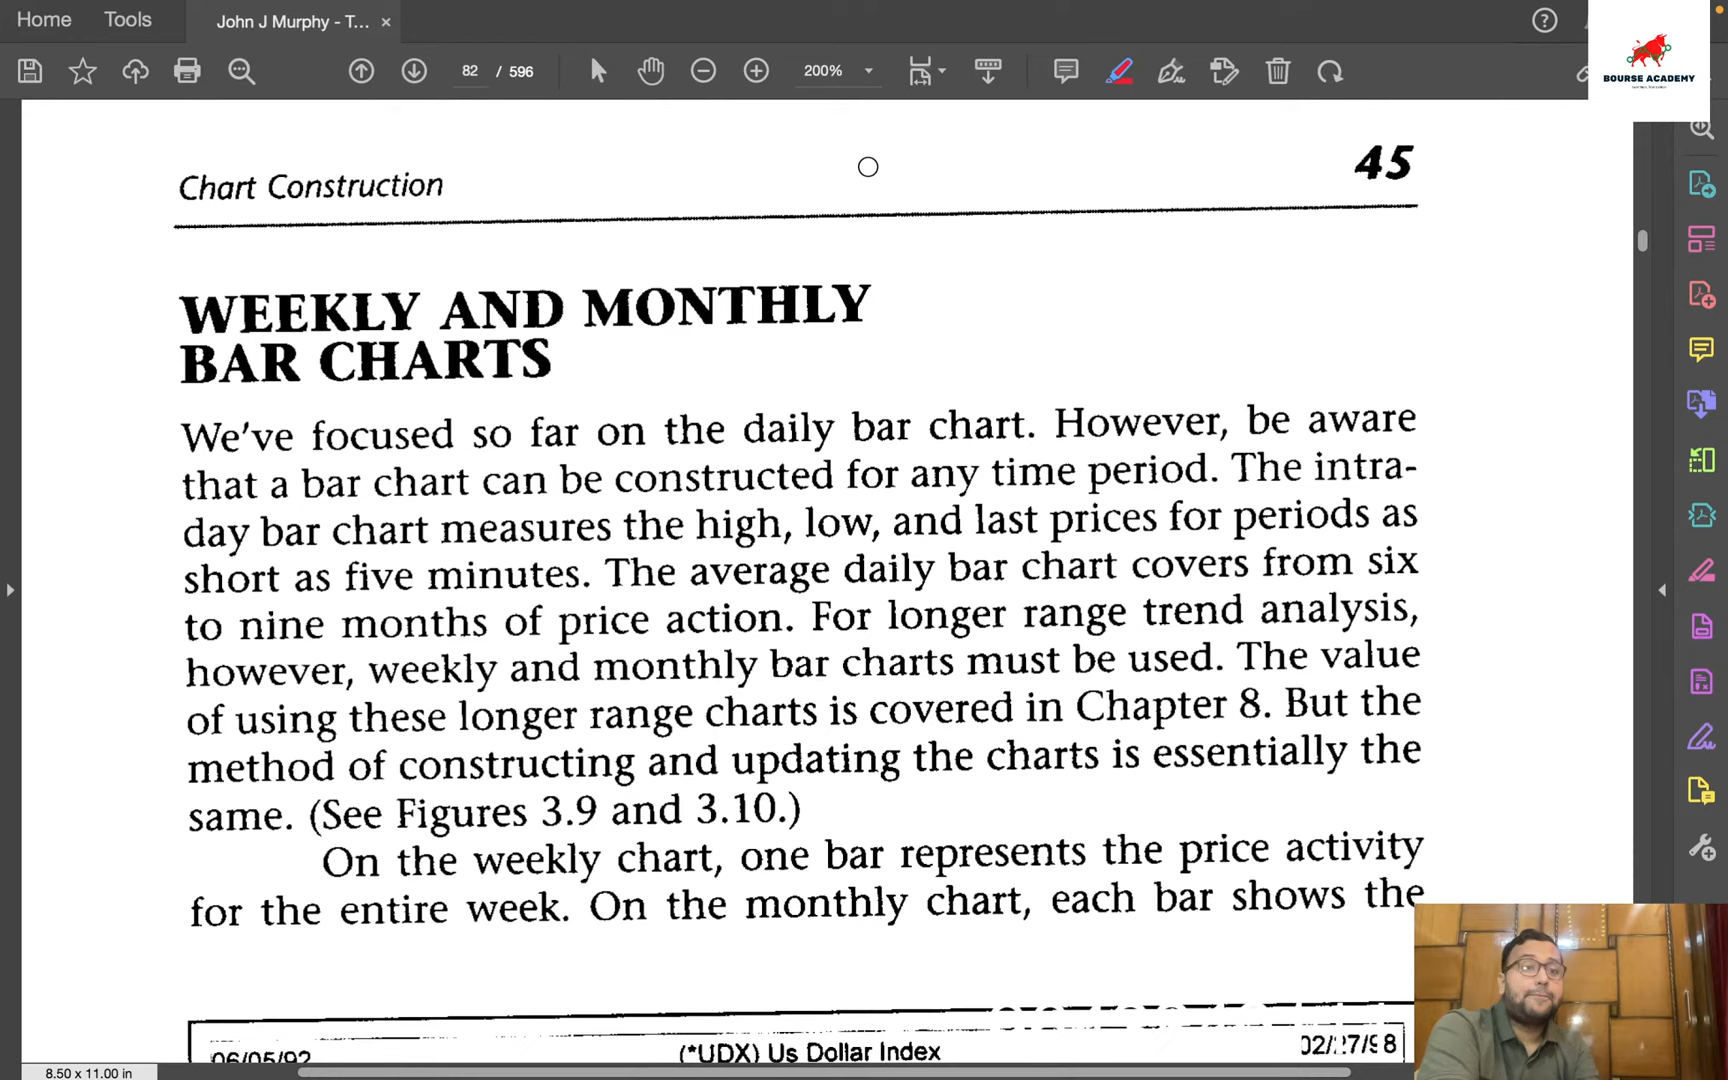 Home
Tools
John J Murphy - T...
82 / 596
200%
BOURSE ACADEMY
Chart Construction
45
WEEKLY AND MONTHLY
BAR CHARTS
We've focused so far on the daily bar chart. However, be aware
that a bar chart can be constructed for any time period. The intra-
day bar chart measures the high, low, and last prices for periods as
short as five minutes. The average daily bar chart covers from six
to nine months of price action. For longer range trend analysis,
however, weekly and monthly bar charts must be used. The value
of using these longer range charts is covered in Chapter 8. But the
method of constructing and updating the charts is essentially the
same. (See Figures 3.9 and 3.10.)
On the weekly chart, one bar represents the price activity
for the entire week. On the monthly chart, each bar shows the
06/05/92
(*UDX) Us Dollar Index
02/27/98
8.50 x 11.00 in